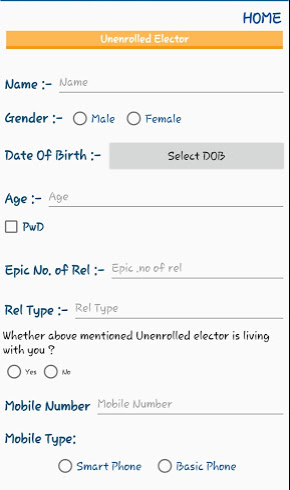 HOME
Unenrolled Elector
Name :- Name
Gender :- Male Female
Date Of Birth :- Select DOB
Age :- Age
PwD
Epic No. of Rel :- Epic .no of rel
Rel Type :- Rel Type
Whether above mentioned Unenrolled elector is living
with you ?
Yes No
Mobile Number Mobile Number
Mobile Type:
Smart Phone Basic Phone